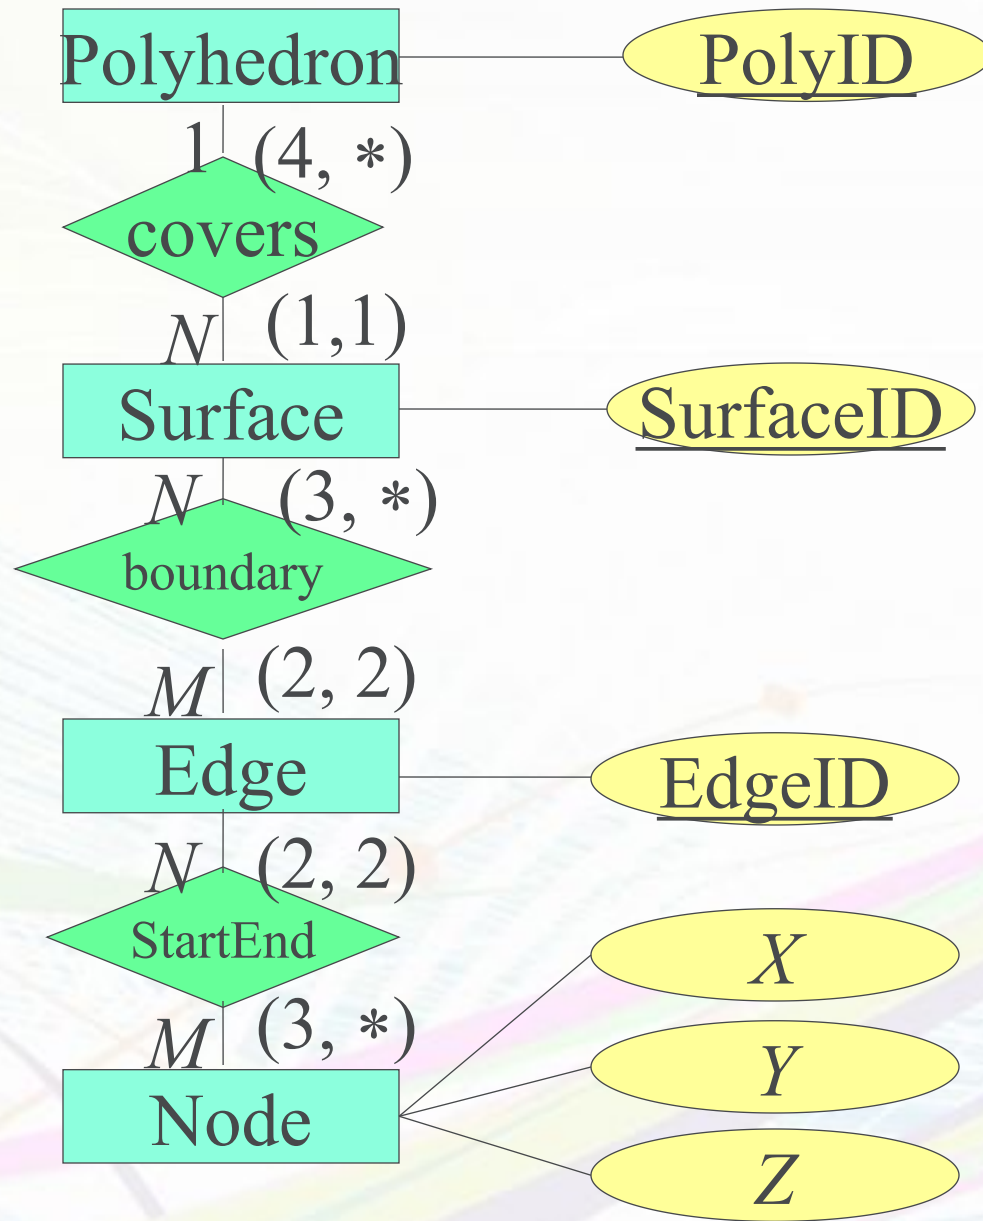 Polyhedron PolyID
1 (4, *)
covers
N (1,1)
Surface SurfaceID
N (3, *)
boundary
M (2, 2)
Edge EdgeID
N (2, 2)
StartEnd X
M (3, *)
Y
Node
Z